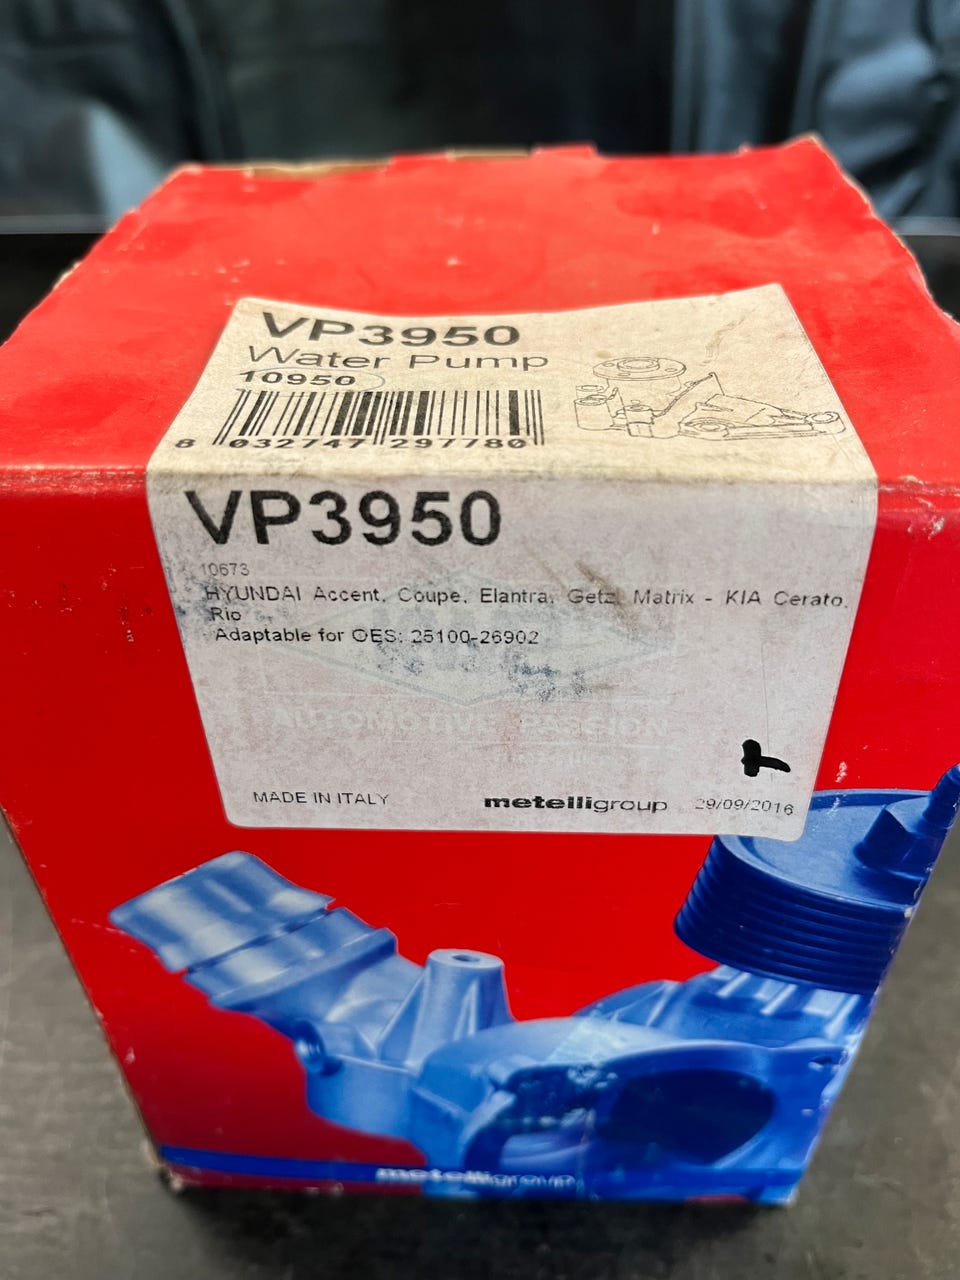 VP3950
Water Pump
10950
8 032747 297780
VP3950
10673
HYUNDAI Accent, Coupe, Elantra, Getz, Matrix - KIA Cerato,
Rio
Adaptable for OES: 25100-26902
AUTOMOTIVE PASSION
MADE IN ITALY
metelligroup
29/09/2016
metelligroup